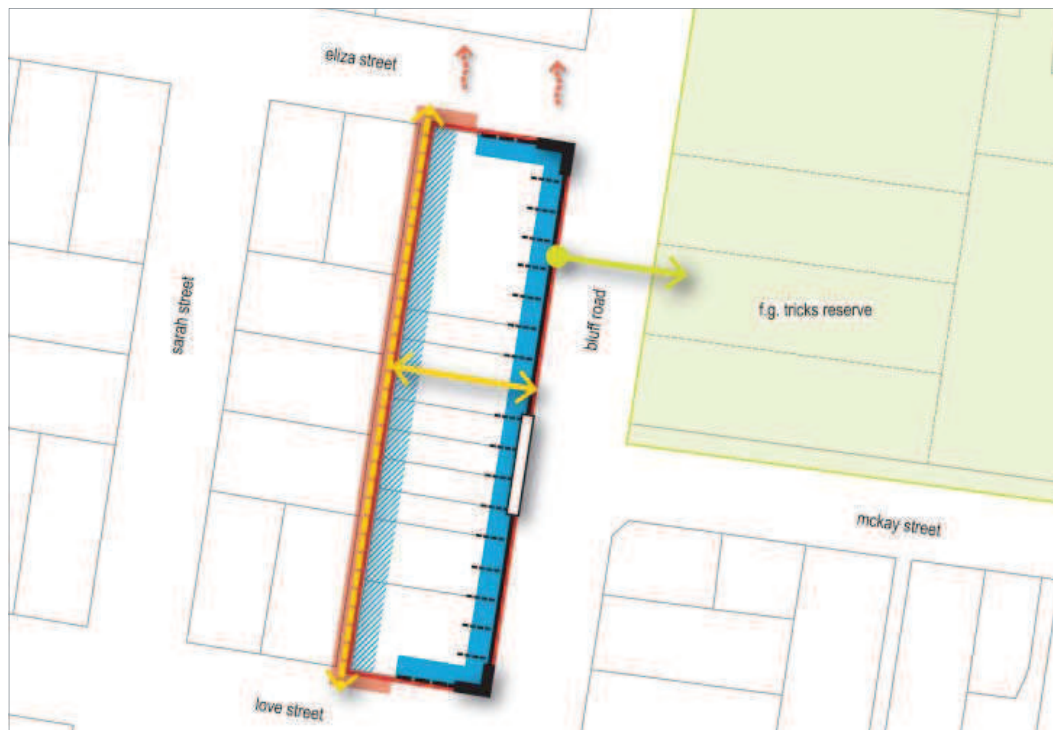 eliza street
sarah street
bluff road
f.g. tricks reserve
mckay street
love street